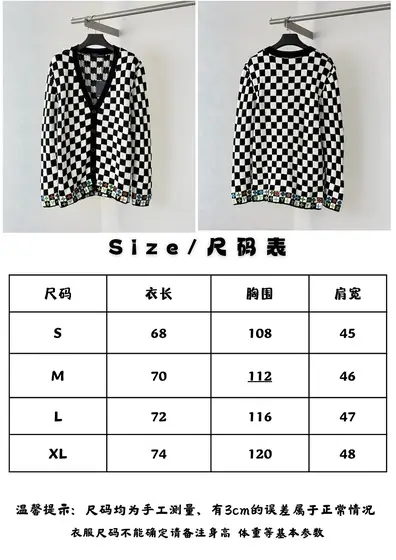 Size/尺码表
尺码 衣长 胸围 肩宽
S 68 108 45
M 70 112 46
L 72 116 47
XL 74 120 48
温馨提示：尺码均为手工测量、有3cm的误差属于正常情况
衣服尺码不能确定请备注身高 体重等基本参数